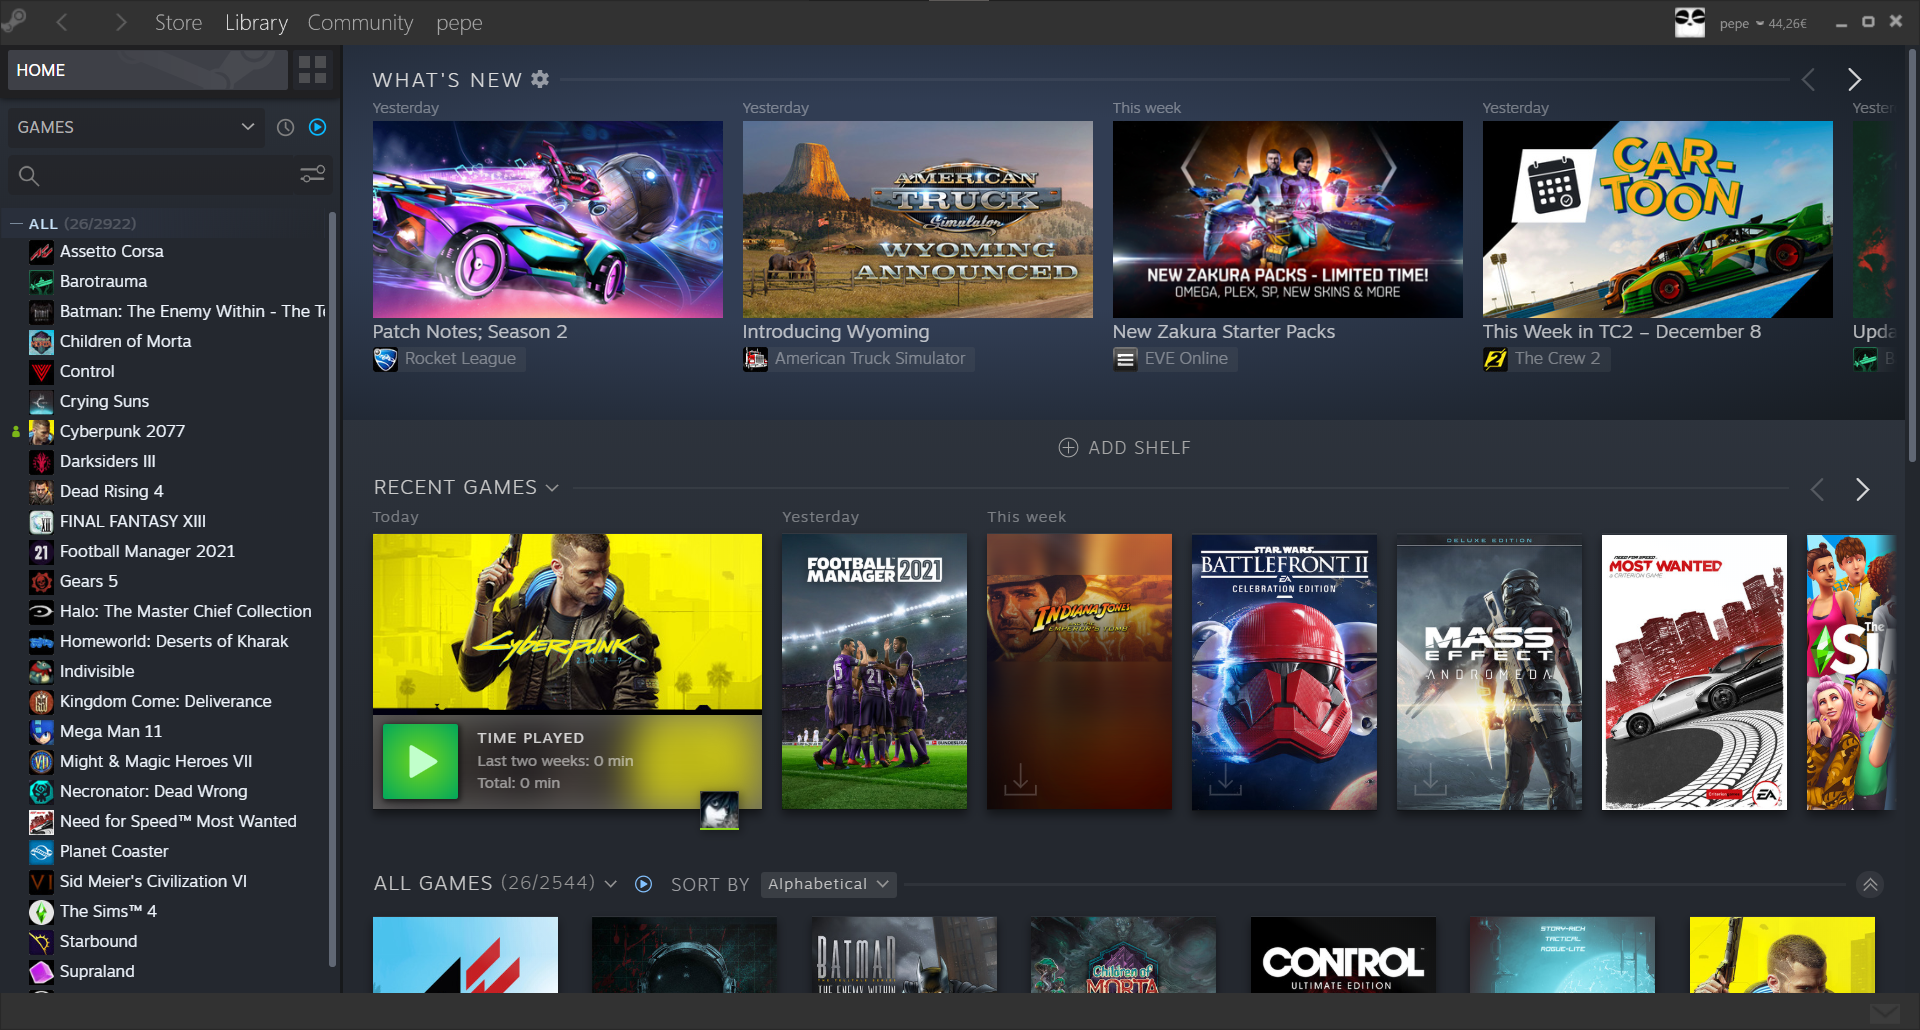 Store Library Community pepe
pepe 44,26€
HOME
GAMES
ALL (26/2922)
Assetto Corsa
Barotrauma
Batman: The Enemy Within - The Te
Children of Morta
Control
Crying Suns
Cyberpunk 2077
Darksiders III
Dead Rising 4
FINAL FANTASY XIII
Football Manager 2021
Gears 5
Halo: The Master Chief Collection
Homeworld: Deserts of Kharak
Indivisible
Kingdom Come: Deliverance
Mega Man 11
Might & Magic Heroes VII
Necronator: Dead Wrong
Need for Speed™ Most Wanted
Planet Coaster
Sid Meier's Civilization VI
The Sims™ 4
Starbound
Supraland
WHAT'S NEW
Yesterday
Patch Notes; Season 2
Rocket League
Yesterday
AMERICAN
TRUCK
Simulator
WYOMING
ANNOUNCED
Introducing Wyoming
American Truck Simulator
This week
NEW ZAKURA PACKS - LIMITED TIME!
OMEGA, PLEX, SP, NEW SKINS & MORE
New Zakura Starter Packs
EVE Online
Yesterday
CAR-
TOON
This Week in TC2 – December 8
The Crew 2
Yester
Upda
B
ADD SHELF
RECENT GAMES
Today
Cyberpunk
2077
TIME PLAYED
Last two weeks: 0 min
Total: 0 min
Yesterday
FOOTBALL
MANAGER 2021
21
BUNDESLIGA
This week
INDIANA JONES
EMPEROR'S TOMB
STAR WARS
BATTLEFRONT II
EA
CELEBRATION EDITION
DELUXE EDITION
MASS
EFFECT
ANDROMEDA
NEED FOR SPEED
MOST WANTED
A CRITERION GAME
Criterion
EA
The
Si
ALL GAMES (26/2544)
SORT BY Alphabetical
BATMAN
THE ENEMY WITHIN
Children of
MORTA
CONTROL
ULTIMATE EDITION
STORY-RICH
TACTICAL
ROGUE-LITE